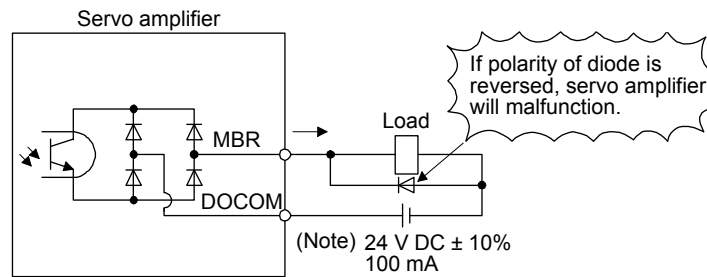 Servo amplifier
If polarity of diode is
reversed, servo amplifier
will malfunction.
Load
MBR
DOCOM
(Note) 24 V DC ± 10%
100 mA